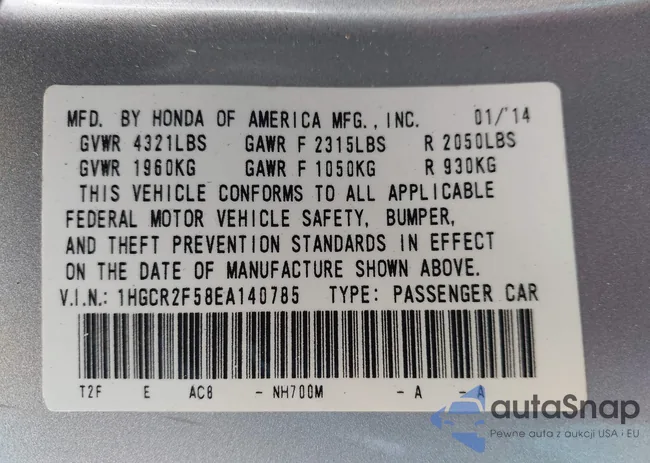 MFD. BY HONDA OF AMERICA MFG., INC. 01/'14
GVWR 4321LBS GAWR F 2315LBS R 2050LBS
GVWR 1960KG GAWR F 1050KG R 930KG
THIS VEHICLE CONFORMS TO ALL APPLICABLE
FEDERAL MOTOR VEHICLE SAFETY, BUMPER,
AND THEFT PREVENTION STANDARDS IN EFFECT
ON THE DATE OF MANUFACTURE SHOWN ABOVE.
V.I.N.: 1HGCR2F58EA140785 TYPE: PASSENGER CAR
T2F E AC8 - NH700M - A - A
autaSnap
Pewne auta z aukcji USA i EU